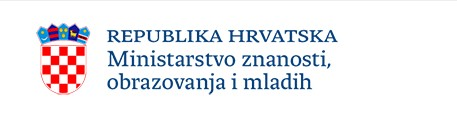 REPUBLIKA HRVATSKA
Ministarstvo znanosti,
obrazovanja i mladih